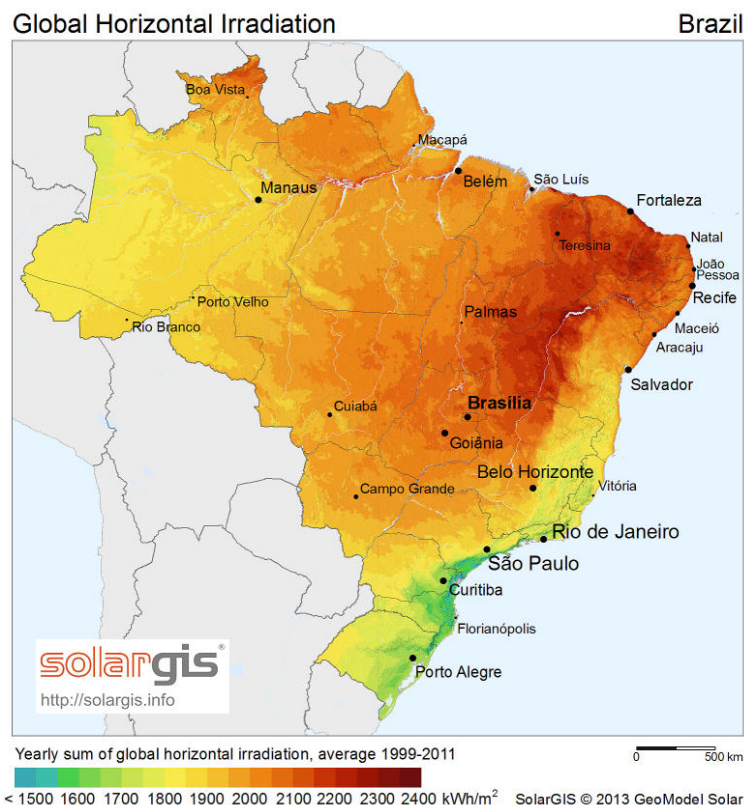 Global Horizontal Irradiation Brazil
Boa Vista
Macapá
Belém
São Luís
Manaus
Fortaleza
Teresina
Natal
João
Pessoa
Recife
Porto Velho
Palmas
Maceió
Rio Branco
Aracaju
Salvador
Cuiabá
Brasília
Goiânia
Belo Horizonte
Campo Grande
Vitória
Rio de Janeiro
São Paulo
Curitiba
Florianópolis
solargis®
Porto Alegre
http://solargis.info
Yearly sum of global horizontal irradiation, average 1999-2011
0 500 km
< 1500 1600 1700 1800 1900 2000 2100 2200 2300 2400 kWh/m²
SolarGIS © 2013 GeoModel Solar